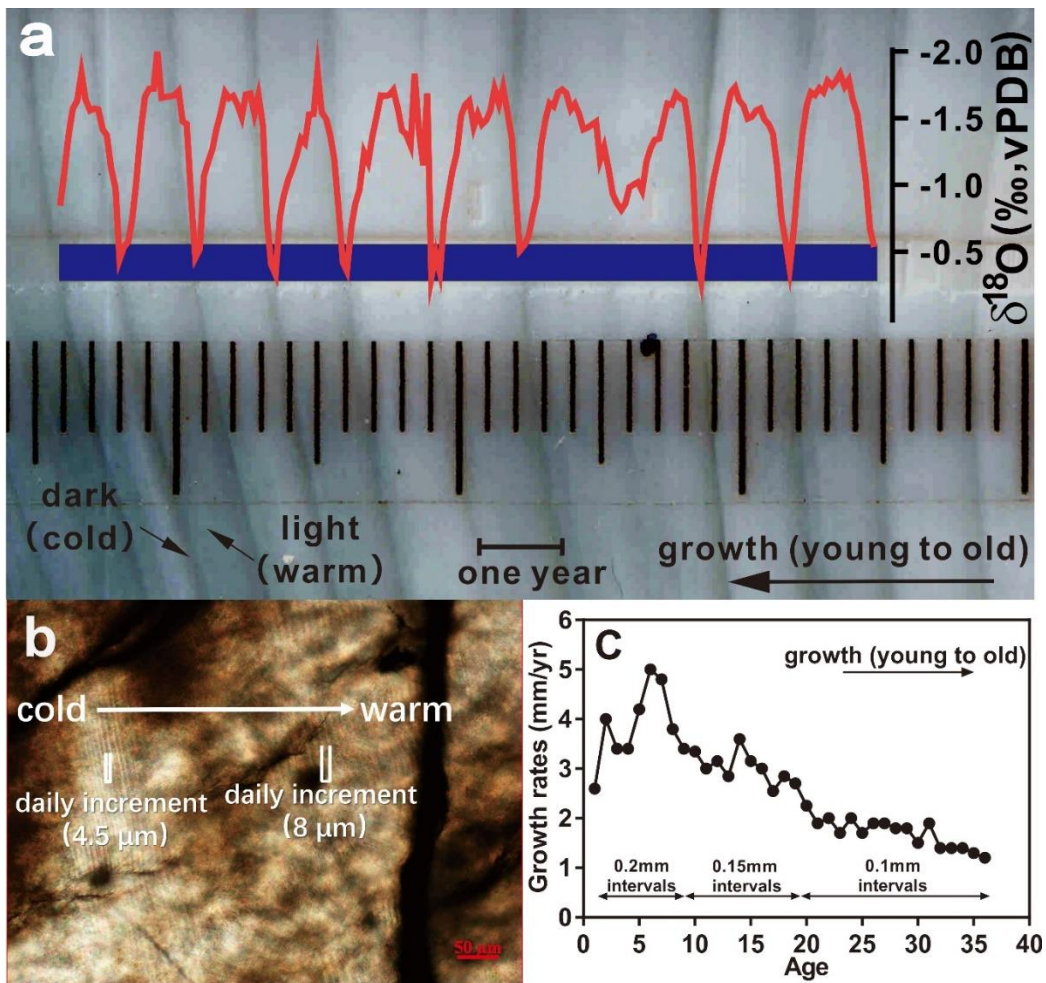 a
-2.0
-1.5
-1.0
-0.5
δ18O (‰, vPDB)
dark
(cold)
light
(warm)
one year
growth (young to old)
b
cold
warm
daily increment
(4.5 μm)
daily increment
(8 μm)
50 μm
C
growth (young to old)
Growth rates (mm/yr)
6
5
4
3
2
1
0
0.2mm
intervals
0.15mm
intervals
0.1mm
intervals
0 5 10 15 20 25 30 35 40
Age